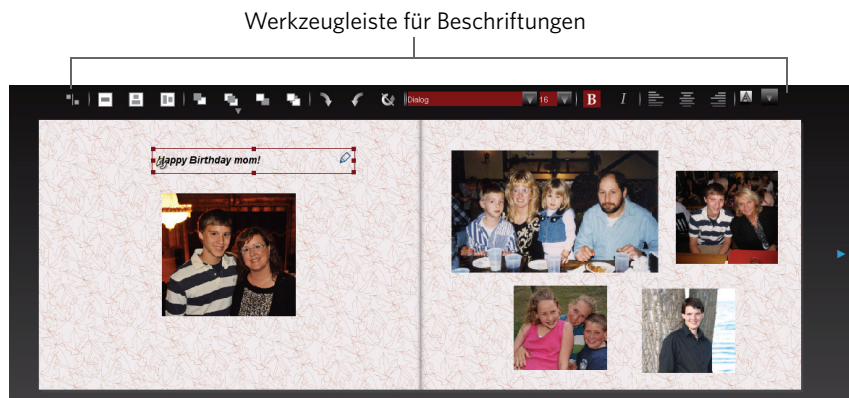 Werkzeugleiste für Beschriftungen
Dialog 16 B I A
Happy Birthday mom!